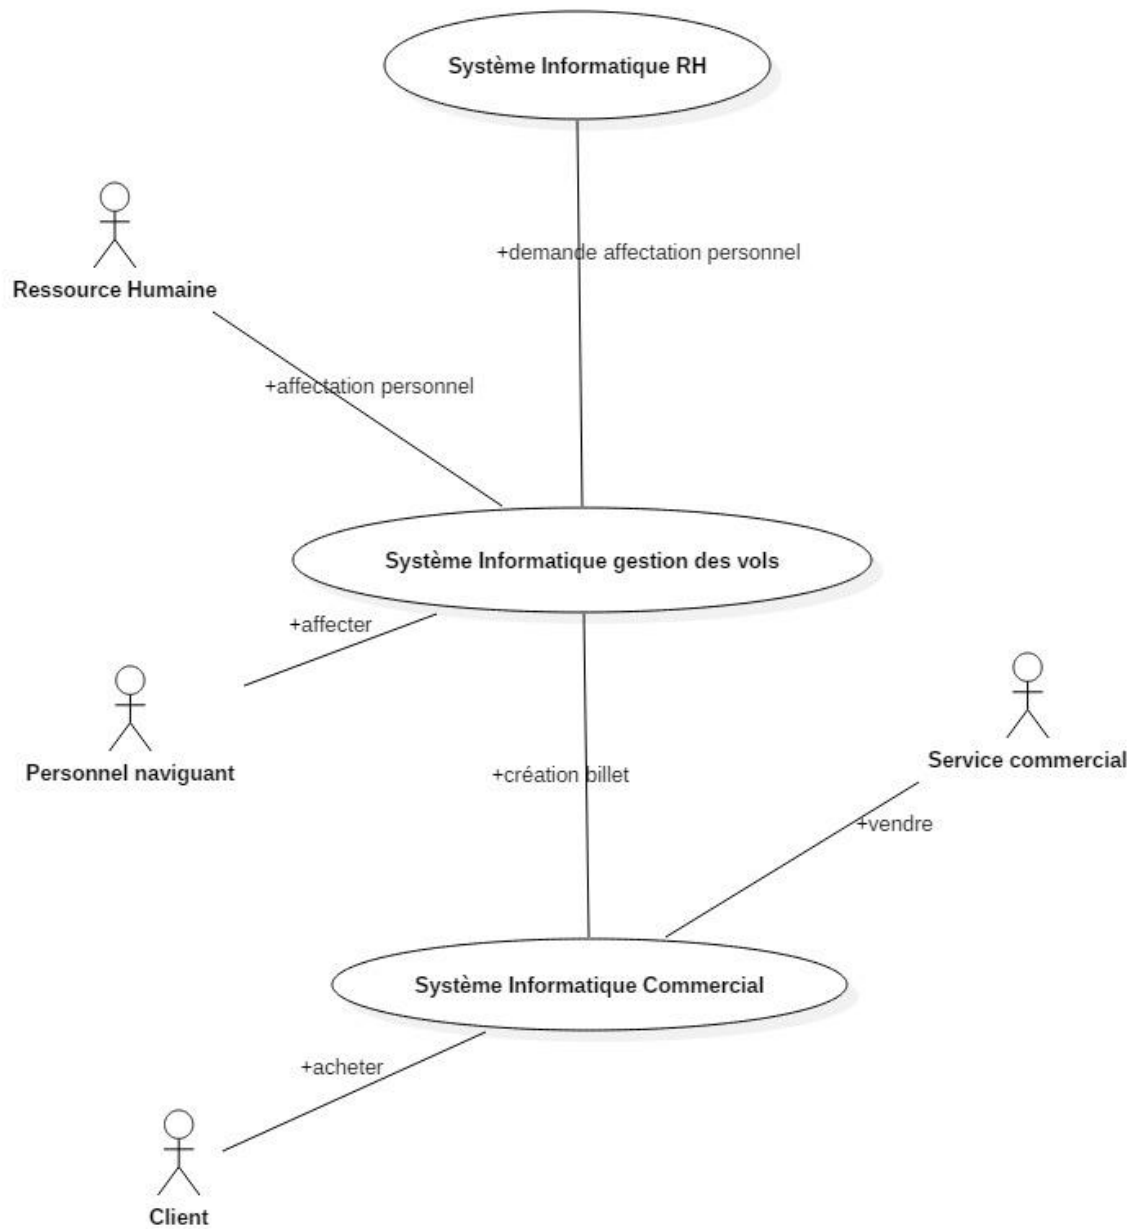 Système Informatique RH
+demande affectation personnel
Ressource Humaine
+affectation personnel
Système Informatique gestion des vols
+affecter
Personnel naviguant
Service commercial
+création billet
+vendre
Système Informatique Commercial
+acheter
Client